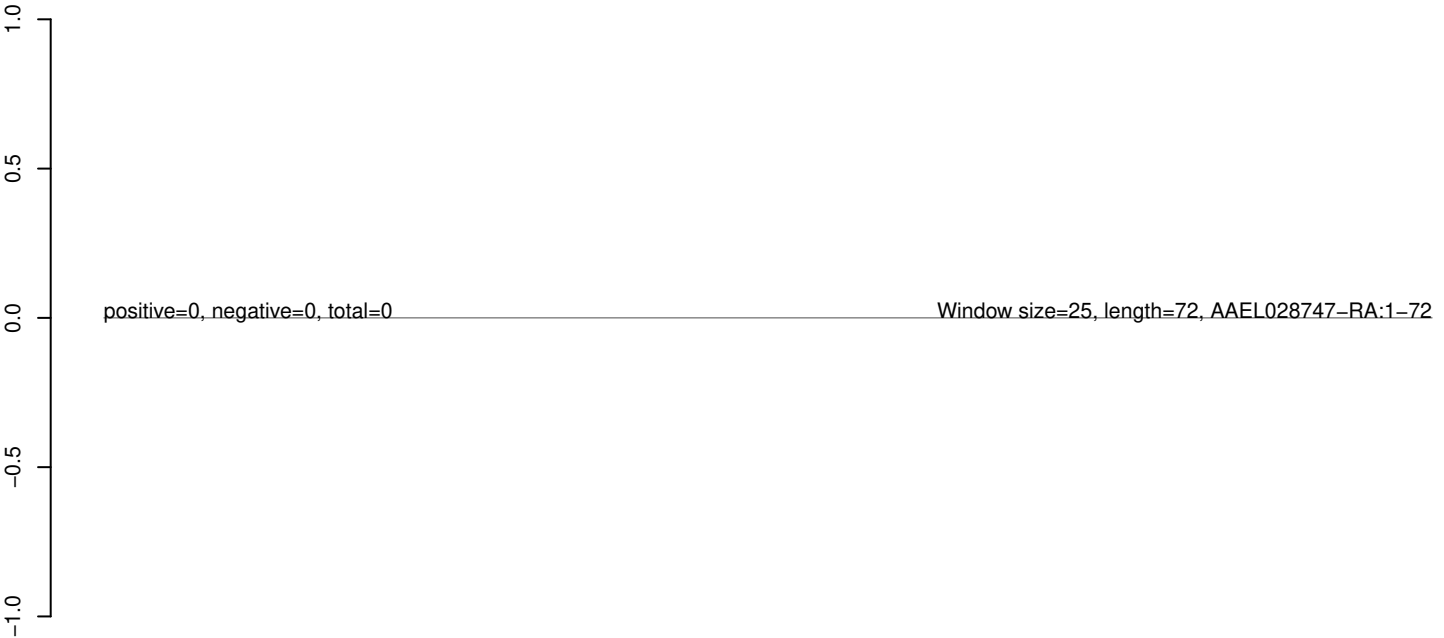 1.0
0.5
0.0
−0.5
−1.0
positive=0, negative=0, total=0
Window size=25, length=72, AAEL028747−RA:1−72